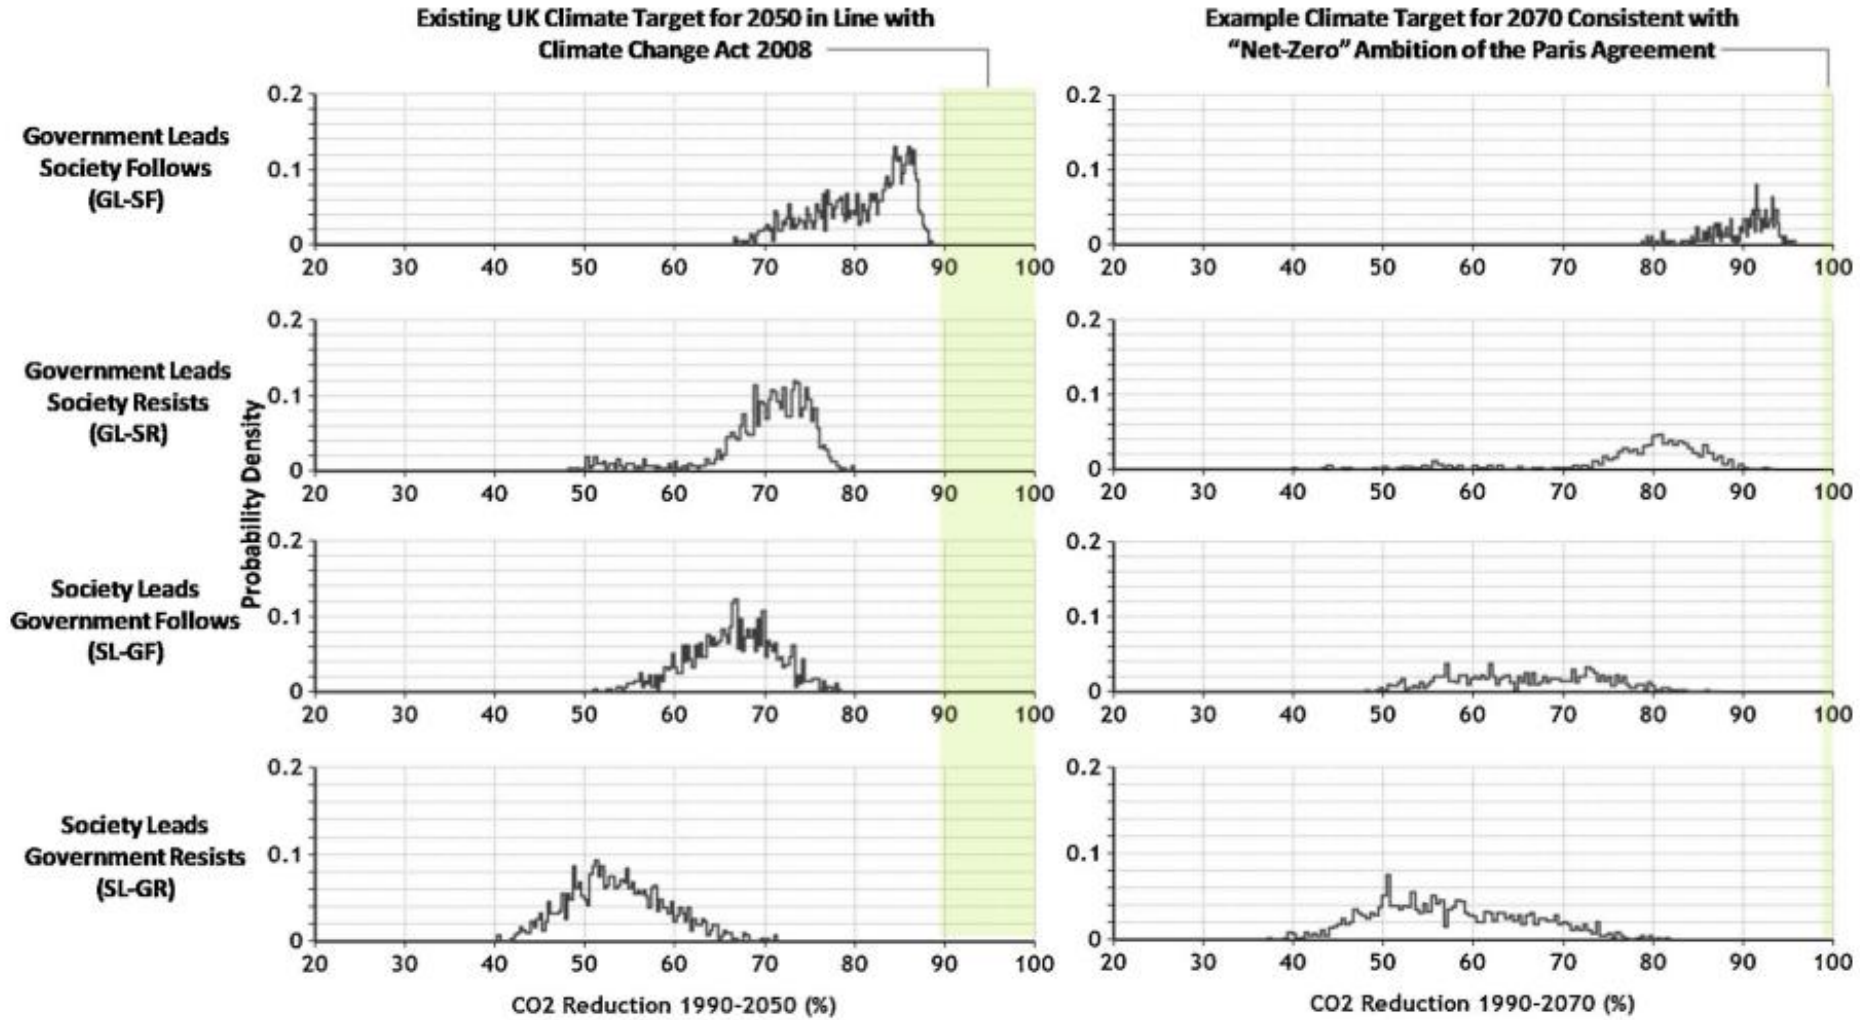 Existing UK Climate Target for 2050 in Line with
Climate Change Act 2008
Example Climate Target for 2070 Consistent with
“Net-Zero” Ambition of the Paris Agreement
Government Leads
Society Follows
(GL-SF)
0.2
0.1
0
20 30 40 50 60 70 80 90 100
0.2
0.1
0
20 30 40 50 60 70 80 90 100
Government Leads
Society Resists
(GL-SR)
Probability Density
0.2
0.1
0
20 30 40 50 60 70 80 90 100
0.2
0.1
0
20 30 40 50 60 70 80 90 100
Society Leads
Government Follows
(SL-GF)
0.2
0.1
0
20 30 40 50 60 70 80 90 100
0.2
0.1
0
20 30 40 50 60 70 80 90 100
Society Leads
Government Resists
(SL-GR)
0.2
0.1
0
20 30 40 50 60 70 80 90 100
0.2
0.1
0
20 30 40 50 60 70 80 90 100
CO2 Reduction 1990-2050 (%)
CO2 Reduction 1990-2070 (%)